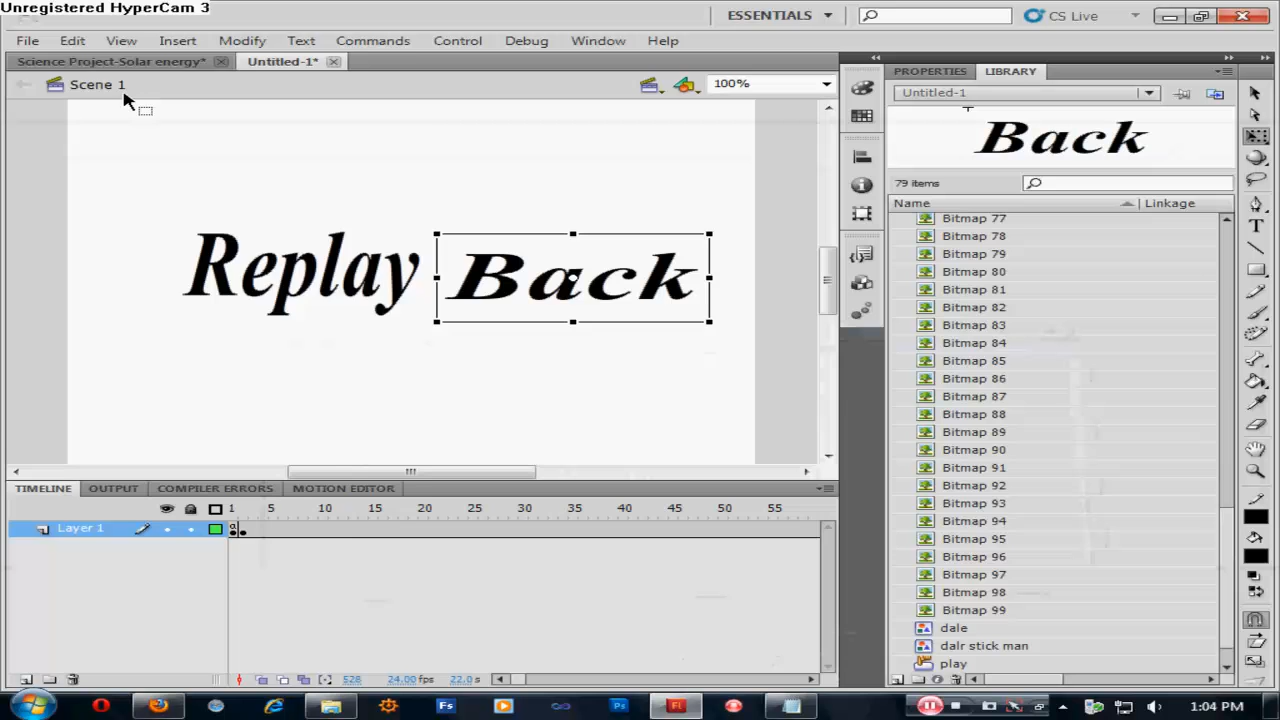 Unregistered HyperCam 3
ESSENTIALS
CS Live
File Edit View Insert Modify Text Commands Control Debug Window Help
Science Project-Solar energy* Untitled-1*
Scene 1
100%
PROPERTIES LIBRARY
Untitled-1
Back
79 items
Name Linkage
Bitmap 77
Bitmap 78
Bitmap 79
Bitmap 80
Bitmap 81
Bitmap 82
Bitmap 83
Bitmap 84
Bitmap 85
Bitmap 86
Bitmap 87
Bitmap 88
Bitmap 89
Bitmap 90
Bitmap 91
Bitmap 92
Bitmap 93
Bitmap 94
Bitmap 95
Bitmap 96
Bitmap 97
Bitmap 98
Bitmap 99
dale
dalr stick man
play
Replay Back
TIMELINE OUTPUT COMPILER ERRORS MOTION EDITOR
1 5 10 15 20 25 30 35 40 45 50 55
Layer 1
528 24.00 fps 22.0 s
Fs Ps Fl
1:04 PM